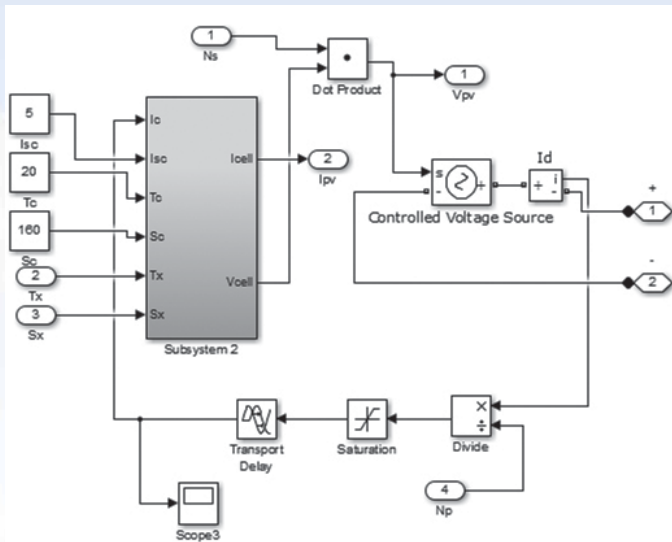 1
Ns
Dot Product
1
Vpv
5
Isc
20
Tc
160
Sc
2
Tx
3
Sx
Ic
Isc
Tc
Sc
Tx
Sx
Icell
Vcell
Subsystem 2
2
Ipv
s
-
+
Controlled Voltage Source
Id
+
i
-
+
1
-
2
×
÷
Divide
Saturation
Transport
Delay
Scope3
4
Np